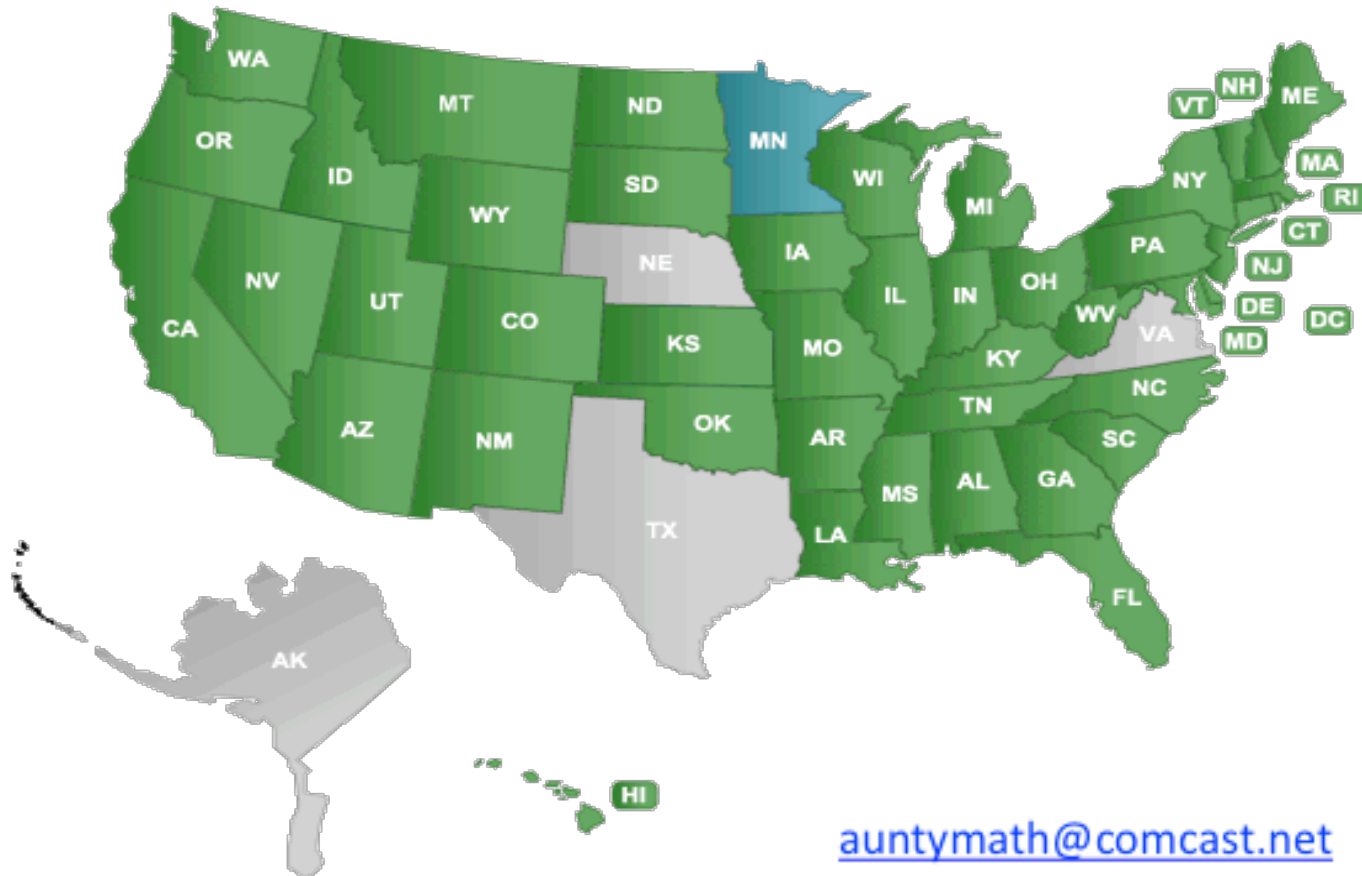 WA
MT
ND
MN
OR
ID
SD
WI
MI
NY
VT
NH
ME
MA
RI
CT
WY
NE
IA
PA
NJ
NV
UT
CO
IL
IN
OH
DE
DC
CA
KS
MO
WV
VA
MD
KY
NC
AZ
NM
OK
AR
TN
SC
MS
AL
GA
TX
LA
FL
AK
HI
auntymath@comcast.net